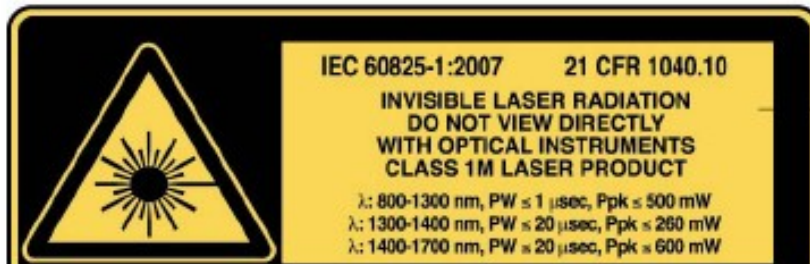 IEC 60825-1:2007 21 CFR 1040.10
INVISIBLE LASER RADIATION
DO NOT VIEW DIRECTLY
WITH OPTICAL INSTRUMENTS
CLASS 1M LASER PRODUCT
λ: 800-1300 nm, PW ≤ 1 μsec, Ppk ≤ 500 mW
λ: 1300-1400 nm, PW ≤ 20 μsec, Ppk ≤ 260 mW
λ: 1400-1700 nm, PW ≤ 20 μsec, Ppk ≤ 600 mW